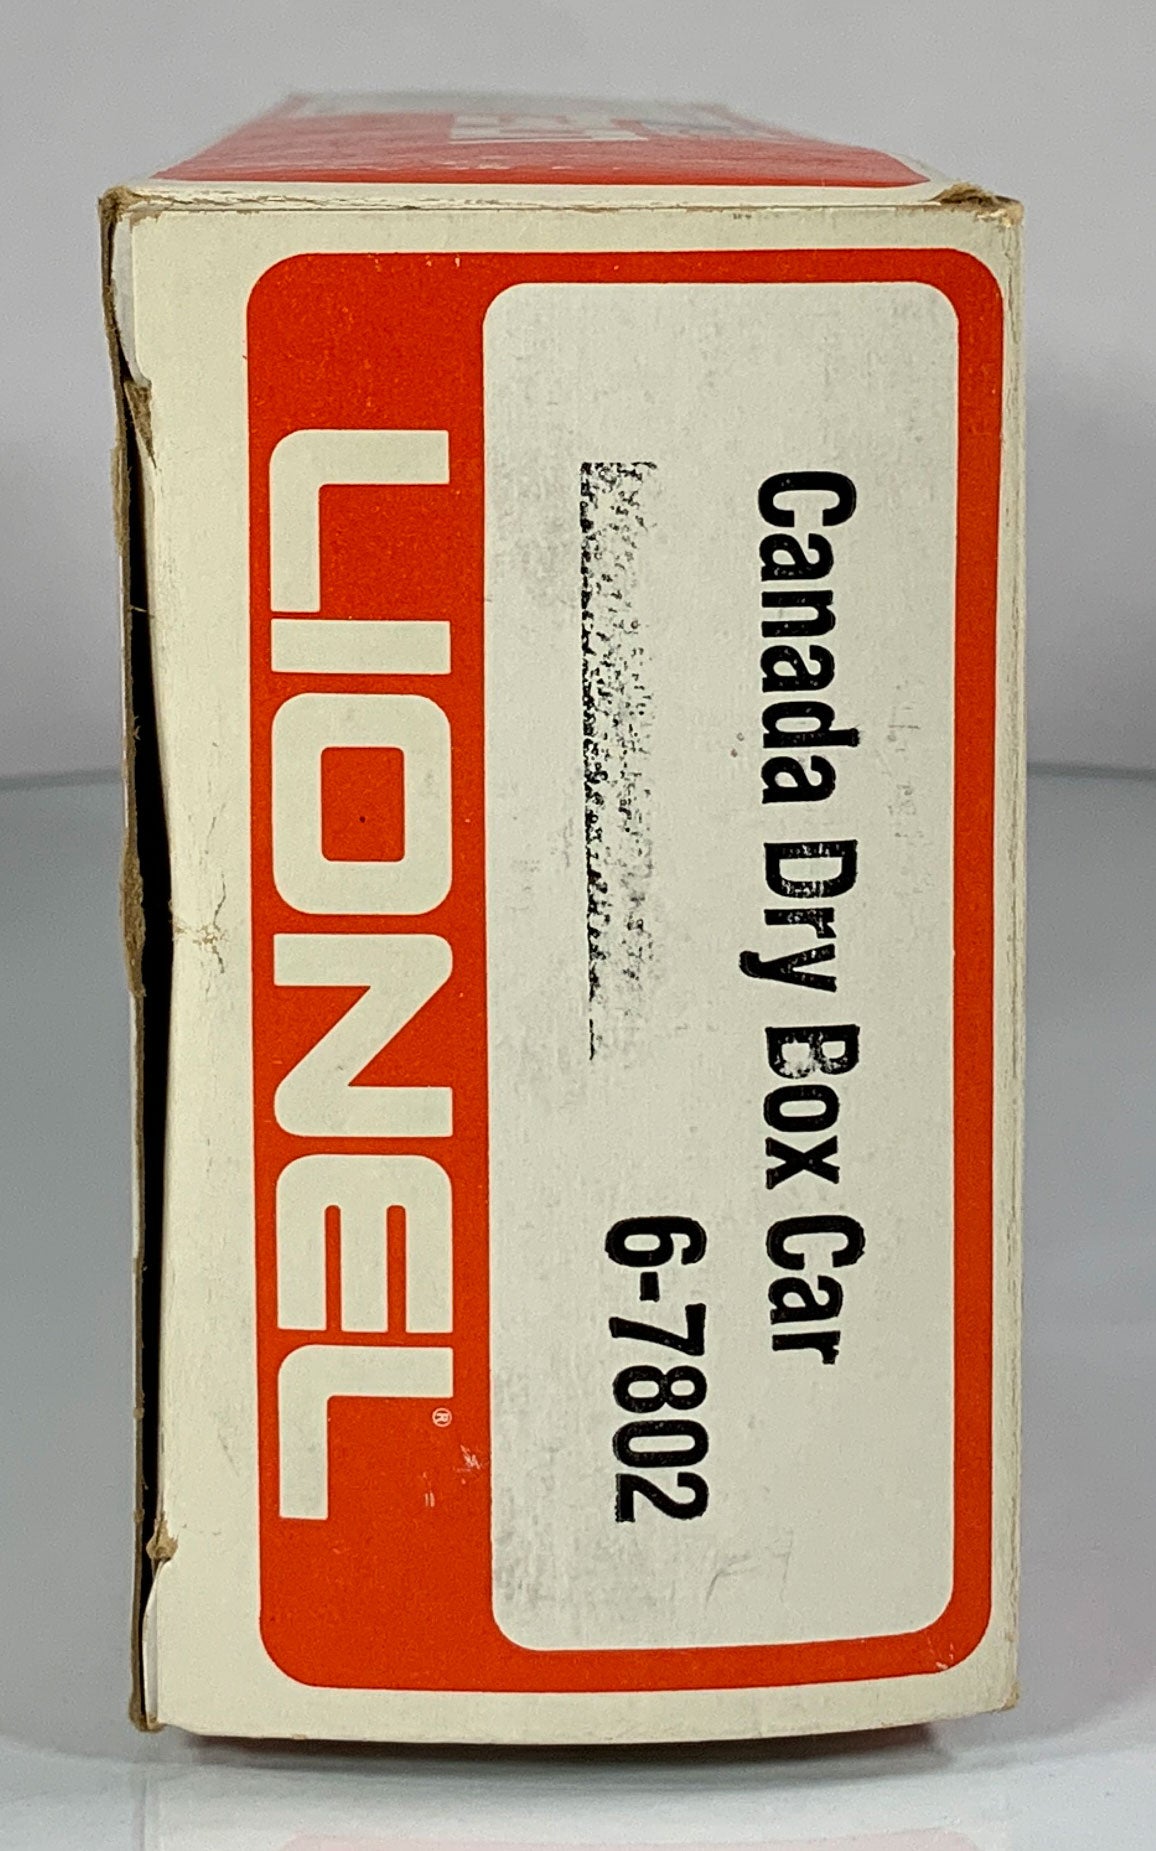 Canada Dry Box Car
6-7802
LIONEL®